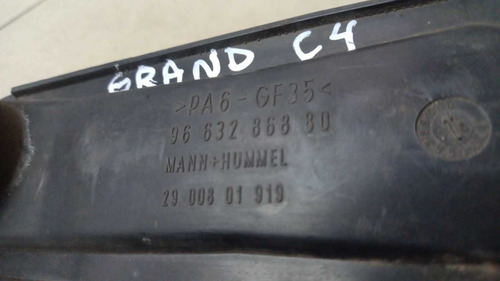 GRAND C4
>PA6-GF35<
96 632 868 80
MANN+HUMMEL
29 008 01 919